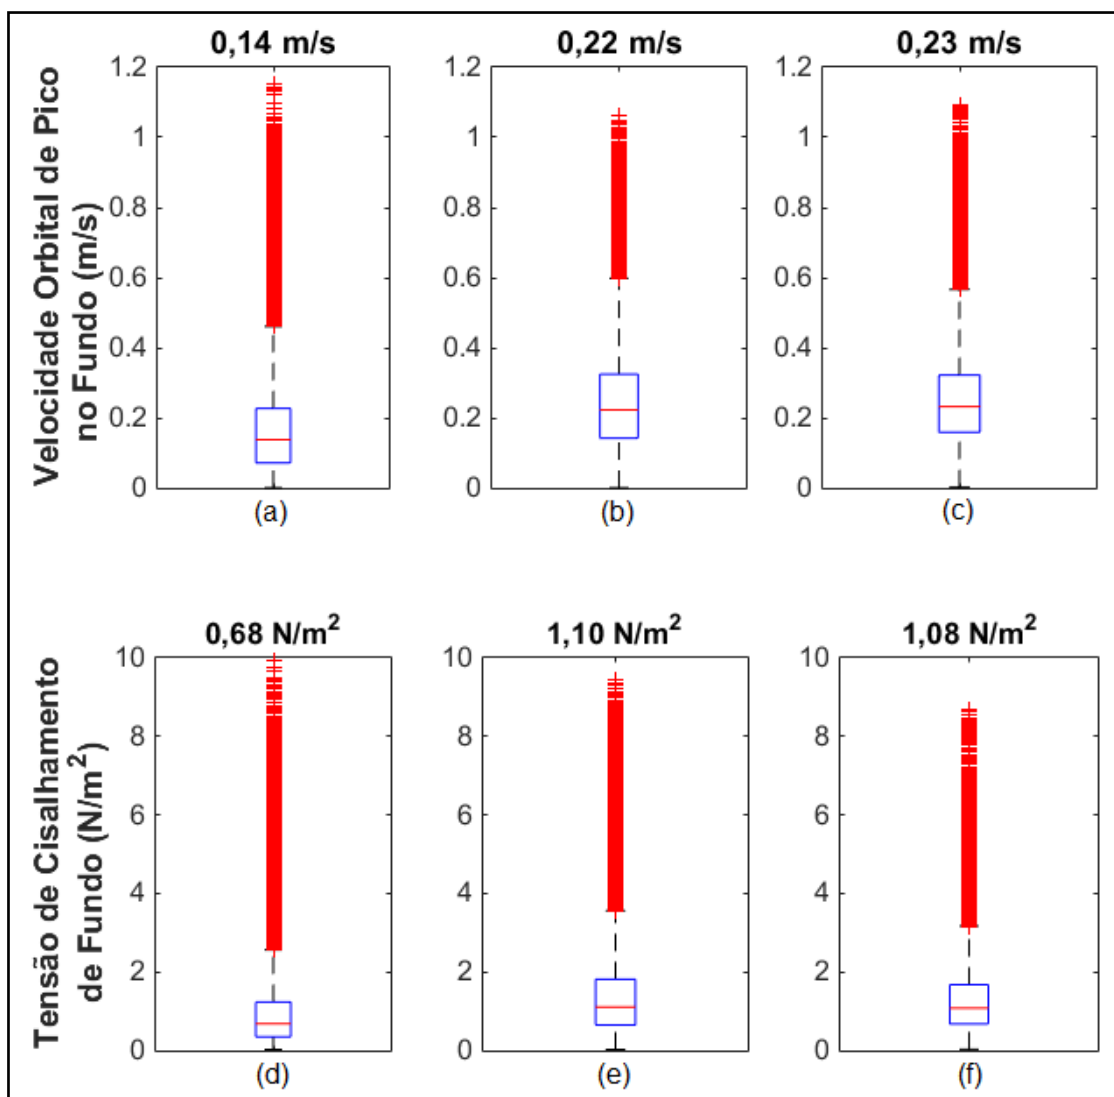 0,14 m/s
0,22 m/s
0,23 m/s
Velocidade Orbital de Pico
no Fundo (m/s)
1.2
1
0.8
0.6
0.4
0.2
0
(a)
1.2
1
0.8
0.6
0.4
0.2
0
(b)
1.2
1
0.8
0.6
0.4
0.2
0
(c)
0,68 N/m²
1,10 N/m²
1,08 N/m²
Tensão de Cisalhamento
de Fundo (N/m²)
10
8
6
4
2
0
(d)
10
8
6
4
2
0
(e)
10
8
6
4
2
0
(f)